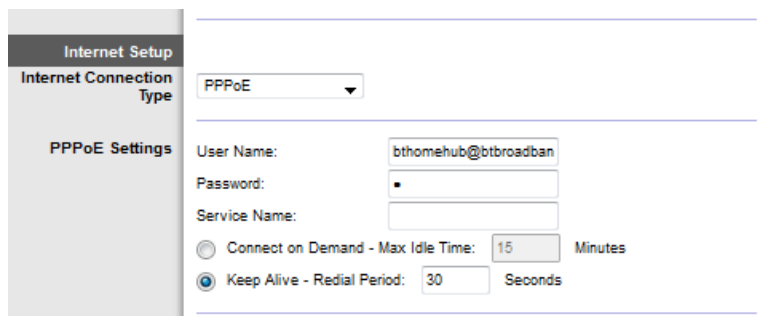 Internet Setup
Internet Connection Type
PPPoE
PPPoE Settings
User Name: bthomehub@btbroadban
Password: •
Service Name:
Connect on Demand - Max Idle Time: 15 Minutes
Keep Alive - Redial Period: 30 Seconds